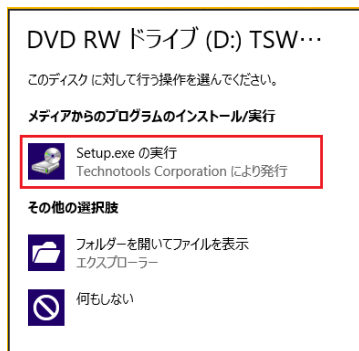 DVD RW ドライブ (D:) TSW…
このディスク に対して行う操作を選んでください。
メディアからのプログラムのインストール/実行
Setup.exe の実行
Technotools Corporation により発行
その他の選択肢
フォルダーを開いてファイルを表示
エクスプローラー
何もしない